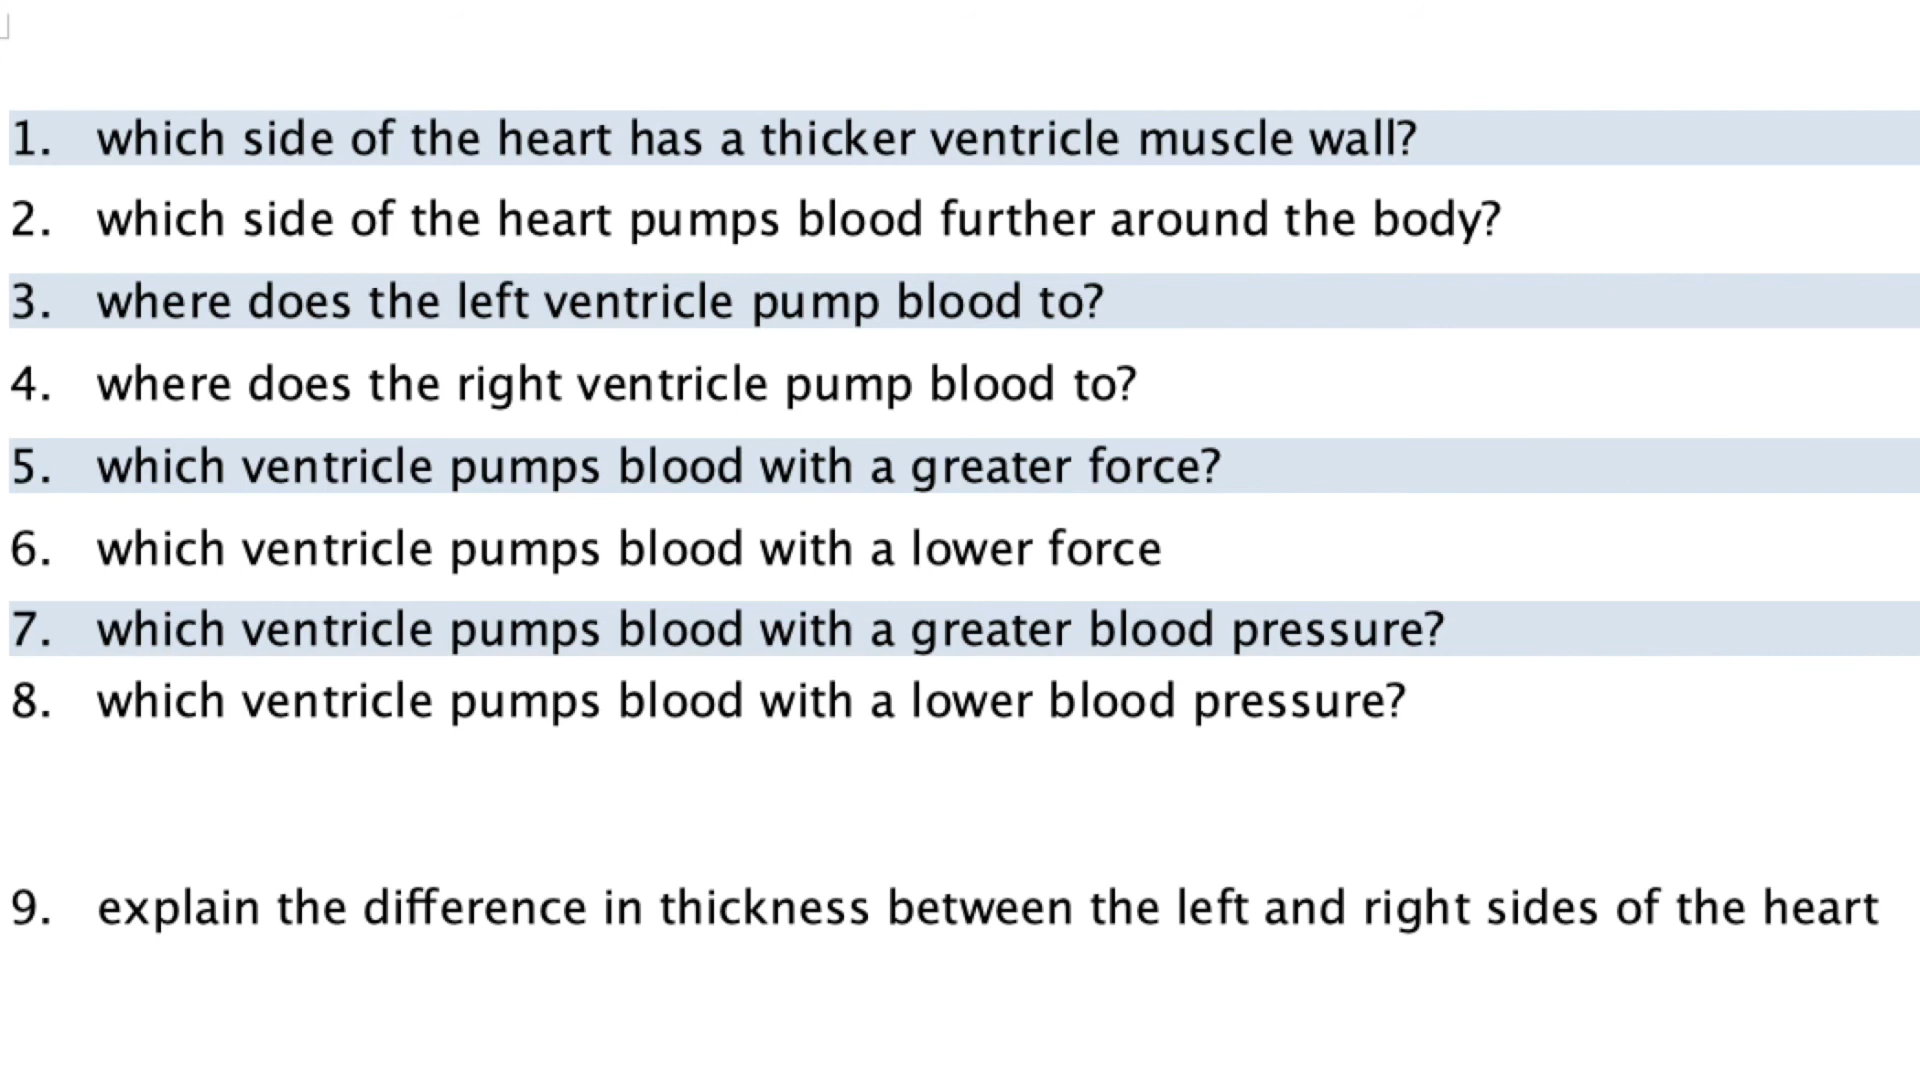 1. which side of the heart has a thicker ventricle muscle wall?
2. which side of the heart pumps blood further around the body?
3. where does the left ventricle pump blood to?
4. where does the right ventricle pump blood to?
5. which ventricle pumps blood with a greater force?
6. which ventricle pumps blood with a lower force
7. which ventricle pumps blood with a greater blood pressure?
8. which ventricle pumps blood with a lower blood pressure?
9. explain the difference in thickness between the left and right sides of the heart